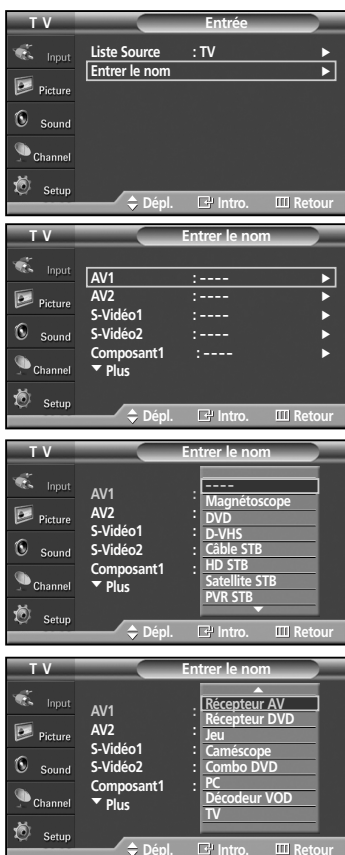 T V Entrée
Input
Liste Source : TV ►
Entrer le nom ►
Picture
Sound
Channel
Setup
Dépl. Intro. Retour
T V Entrer le nom
Input
AV1 : ---- ►
Picture
AV2 : ---- ►
S-Vidéo1 : ---- ►
Sound
S-Vidéo2 : ---- ►
Composant1 : ---- ►
Channel
▼ Plus
Setup
Dépl. Intro. Retour
T V Entrer le nom
Input
AV1 : ----
Magnétoscope
Picture
AV2 : DVD
S-Vidéo1 : D-VHS
Sound
S-Vidéo2 : Câble STB
Composant1 : HD STB
Channel
▼ Plus Satellite STB
PVR STB
▼
Setup
Dépl. Intro. Retour
T V Entrer le nom
▲
Input
AV1 : Récepteur AV
Récepteur DVD
Picture
AV2 : Jeu
S-Vidéo1 : Caméscope
Sound
S-Vidéo2 : Combo DVD
Composant1 : PC
Channel
▼ Plus Décodeur VOD
TV
Setup
Dépl. Intro. Retour